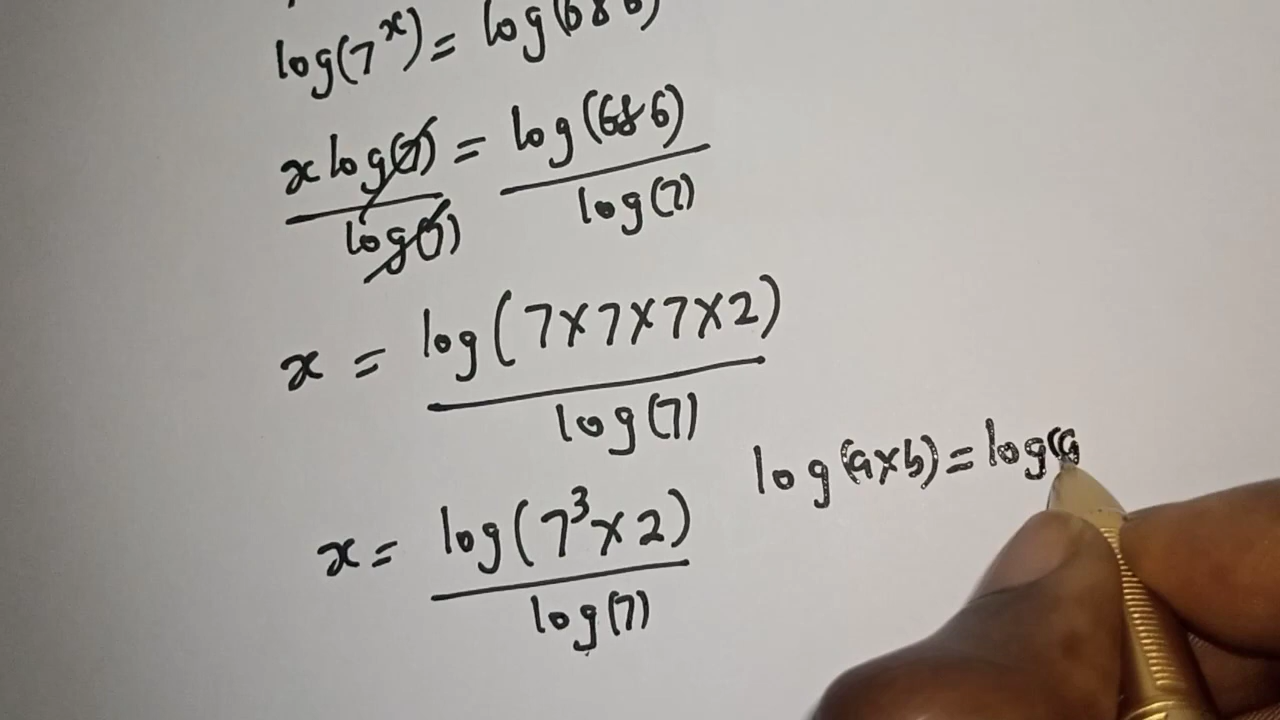 log(7^x) = log(686)
x log(7) = log(686)
log(7) log(7)
x = log(7×7×7×2)
log(7)
log(a×b) = log(a
x = log(7³×2)
log(7)